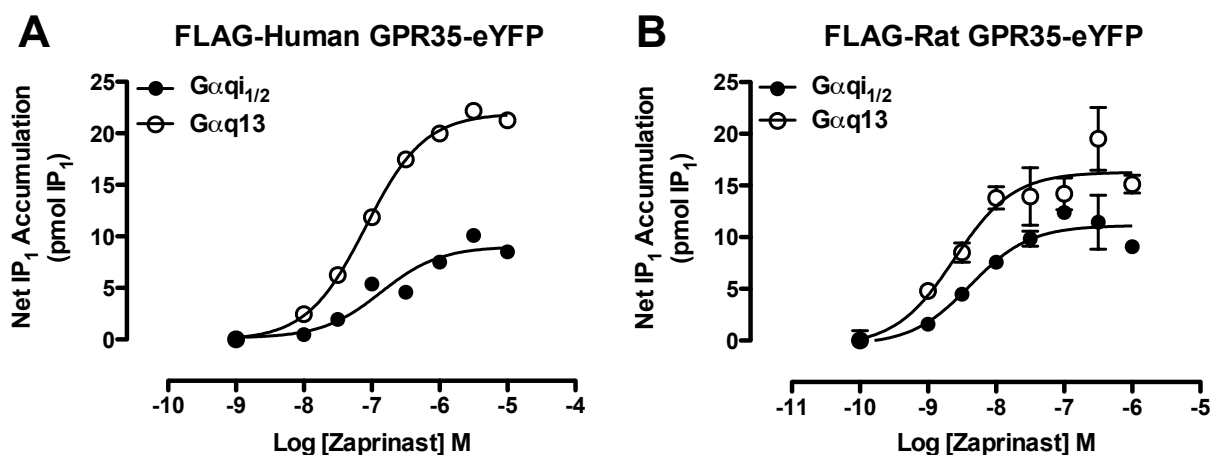 A
FLAG-Human GPR35-eYFP
Gαqi1/2
Gαq13
Net IP1 Accumulation
(pmol IP1)
25
20
15
10
5
0
-10 -9 -8 -7 -6 -5 -4
Log [Zaprinast] M
B
FLAG-Rat GPR35-eYFP
Gαqi1/2
Gαq13
Net IP1 Accumulation
(pmol IP1)
25
20
15
10
5
0
-11 -10 -9 -8 -7 -6 -5
Log [Zaprinast] M